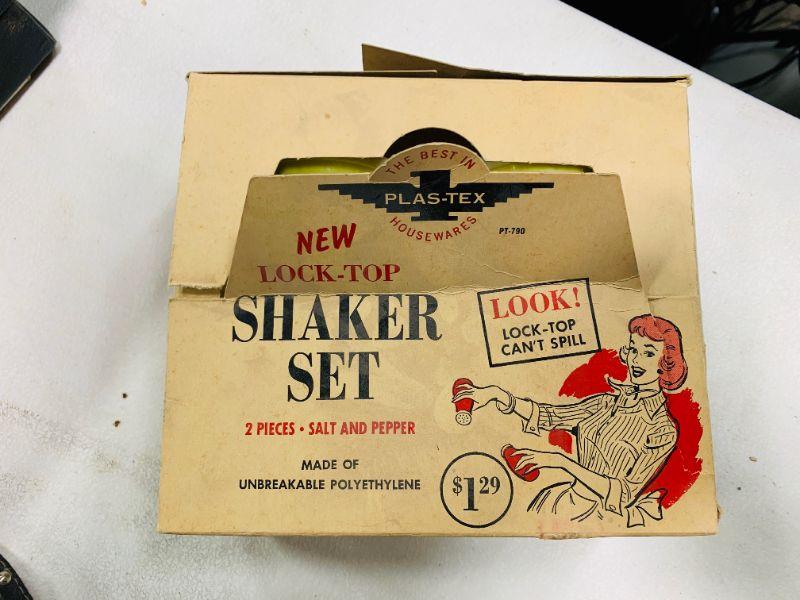 THE BEST IN
1
PLAS-TEX
HOUSEWARES
PT-790
NEW
LOCK-TOP
SHAKER
SET
2 PIECES • SALT AND PEPPER
MADE OF
UNBREAKABLE POLYETHYLENE
LOOK!
LOCK-TOP
CAN'T SPILL
$1 29